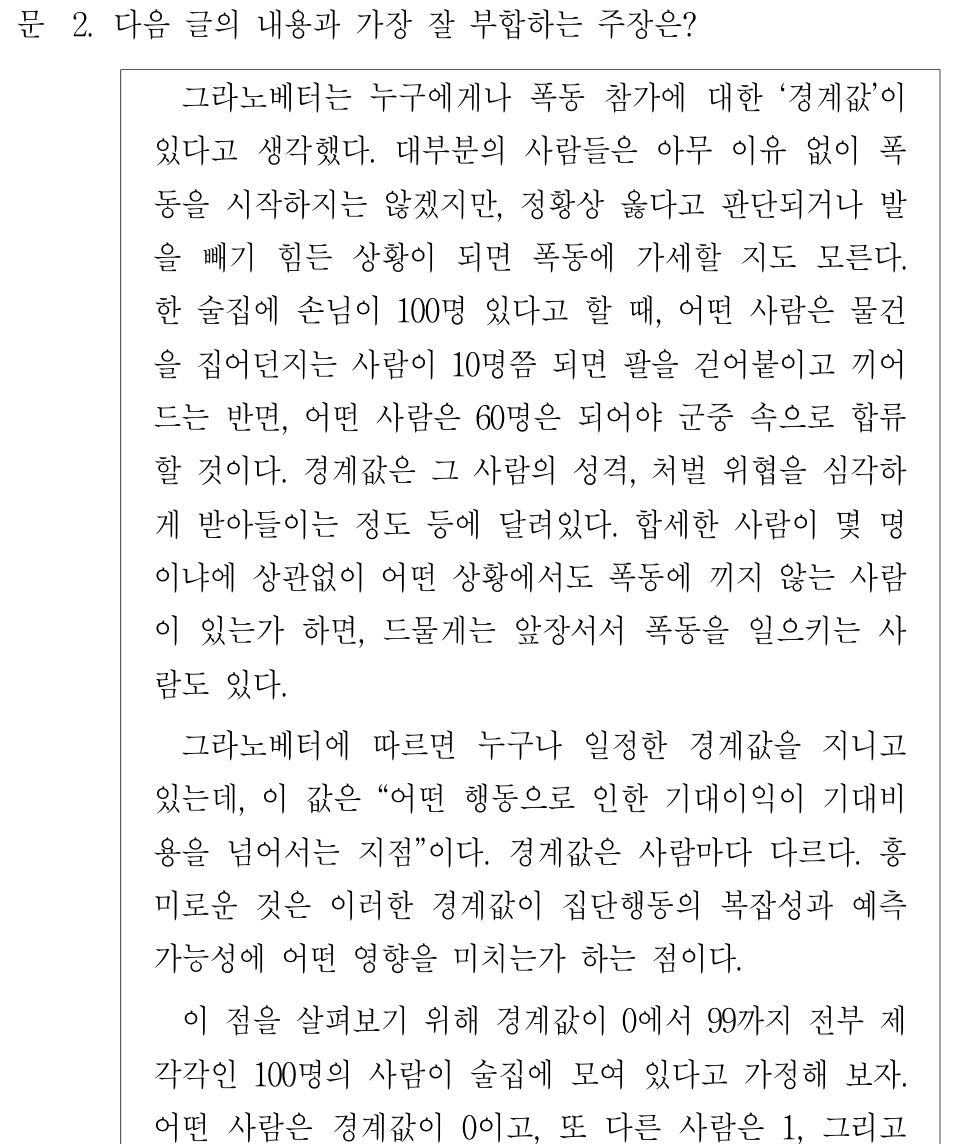 문 2. 다음 글의 내용과 가장 잘 부합하는 주장은?
그라노베터는 누구에게나 폭동 참가에 대한 ‘경계값’이
있다고 생각했다. 대부분의 사람들은 아무 이유 없이 폭
동을 시작하지는 않겠지만, 정황상 옳다고 판단되거나 발
을 빼기 힘든 상황이 되면 폭동에 가세할 지도 모른다.
한 술집에 손님이 100명 있다고 할 때, 어떤 사람은 물건
을 집어던지는 사람이 10명쯤 되면 팔을 걷어붙이고 끼어
드는 반면, 어떤 사람은 60명은 되어야 군중 속으로 합류
할 것이다. 경계값은 그 사람의 성격, 처벌 위협을 심각하
게 받아들이는 정도 등에 달려있다. 합세한 사람이 몇 명
이냐에 상관없이 어떤 상황에서도 폭동에 끼지 않는 사람
이 있는가 하면, 드물게는 앞장서서 폭동을 일으키는 사
람도 있다.
그라노베터에 따르면 누구나 일정한 경계값을 지니고
있는데, 이 값은 “어떤 행동으로 인한 기대이익이 기대비
용을 넘어서는 지점”이다. 경계값은 사람마다 다르다. 흥
미로운 것은 이러한 경계값이 집단행동의 복잡성과 예측
가능성에 어떤 영향을 미치는가 하는 점이다.
이 점을 살펴보기 위해 경계값이 0에서 99까지 전부 제
각각인 100명의 사람이 술집에 모여 있다고 가정해 보자.
어떤 사람은 경계값이 0이고, 또 다른 사람은 1, 그리고